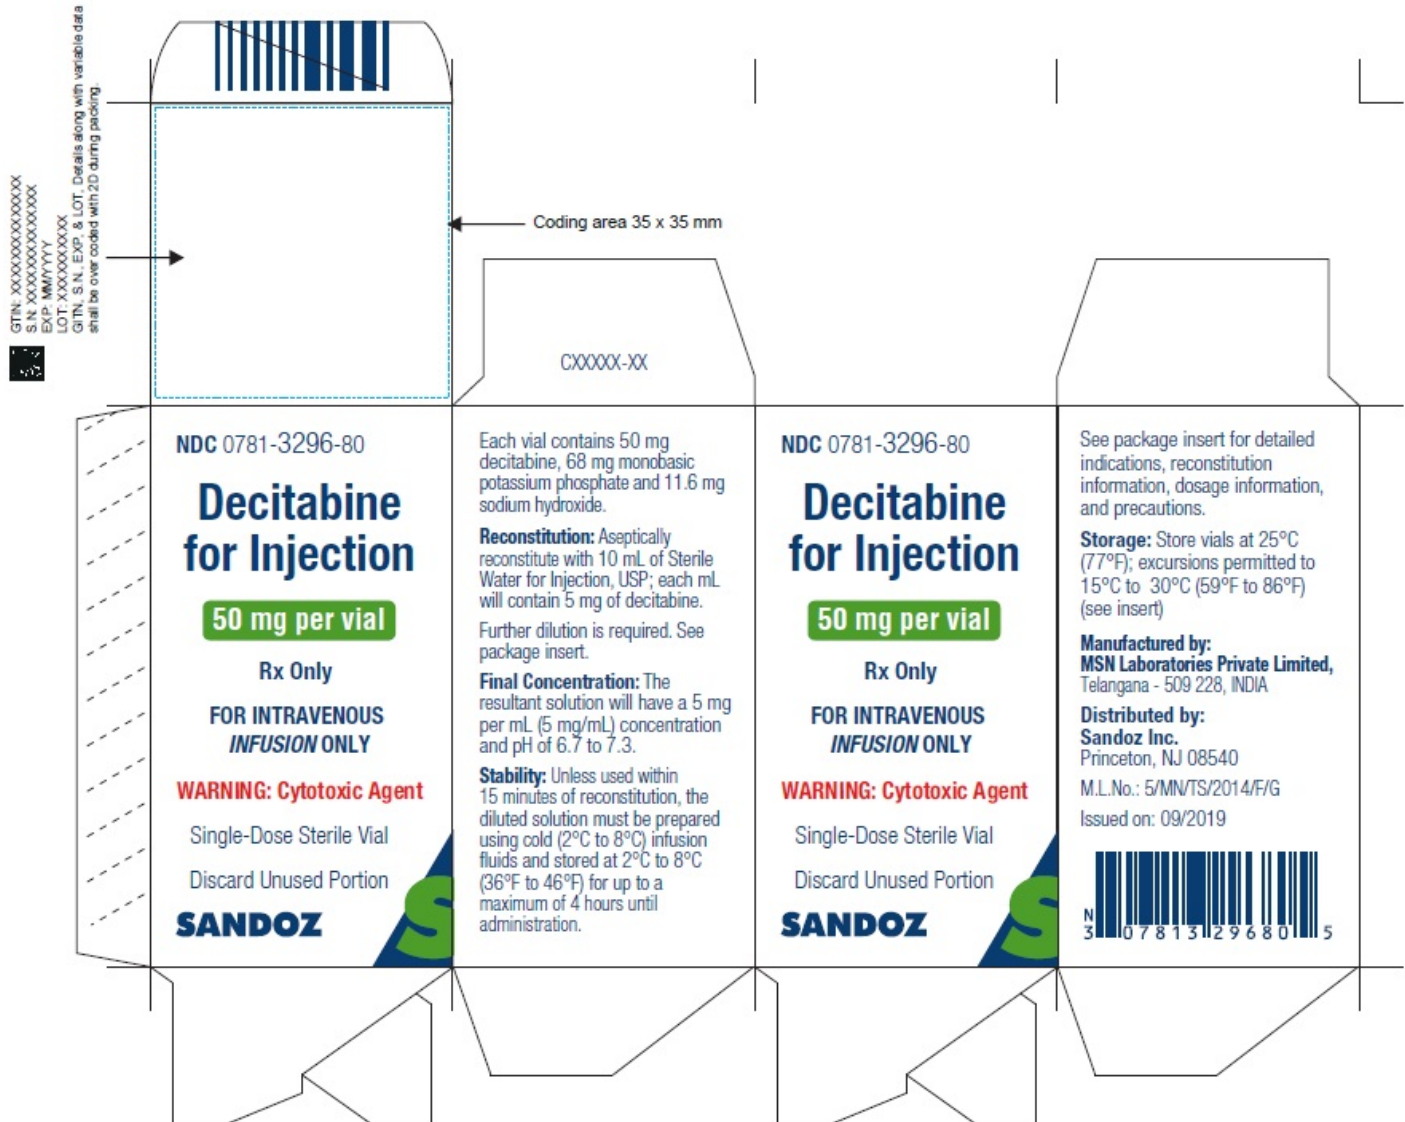 GTIN: XXXXXXXXXXXXXX
S.N: XXXXXXXXXXXXXX
EXP: MM/YYYY
LOT: XXXXXXXXXX
GITN, S.N., EXP, & LOT, Details along with variable data
shall be over coded with 2D during packing.
Coding area 35 x 35 mm
CXXXXX-XX
NDC 0781-3296-80
Decitabine
for Injection
50 mg per vial
Rx Only
FOR INTRAVENOUS
INFUSION ONLY
WARNING: Cytotoxic Agent
Single-Dose Sterile Vial
Discard Unused Portion
SANDOZ
S
Each vial contains 50 mg
decitabine, 68 mg monobasic
potassium phosphate and 11.6 mg
sodium hydroxide.
Reconstitution: Aseptically
reconstitute with 10 mL of Sterile
Water for Injection, USP; each mL
will contain 5 mg of decitabine.
Further dilution is required. See
package insert.
Final Concentration: The
resultant solution will have a 5 mg
per mL (5 mg/mL) concentration
and pH of 6.7 to 7.3.
Stability: Unless used within
15 minutes of reconstitution, the
diluted solution must be prepared
using cold (2°C to 8°C) infusion
fluids and stored at 2°C to 8°C
(36°F to 46°F) for up to a
maximum of 4 hours until
administration.
NDC 0781-3296-80
Decitabine
for Injection
50 mg per vial
Rx Only
FOR INTRAVENOUS
INFUSION ONLY
WARNING: Cytotoxic Agent
Single-Dose Sterile Vial
Discard Unused Portion
SANDOZ
S
See package insert for detailed
indications, reconstitution
information, dosage information,
and precautions.
Storage: Store vials at 25°C
(77°F); excursions permitted to
15°C to 30°C (59°F to 86°F)
(see insert)
Manufactured by:
MSN Laboratories Private Limited,
Telangana - 509 228, INDIA
Distributed by:
Sandoz Inc.
Princeton, NJ 08540
M.L.No.: 5/MN/TS/2014/F/G
Issued on: 09/2019
N
3 07813 29680 5